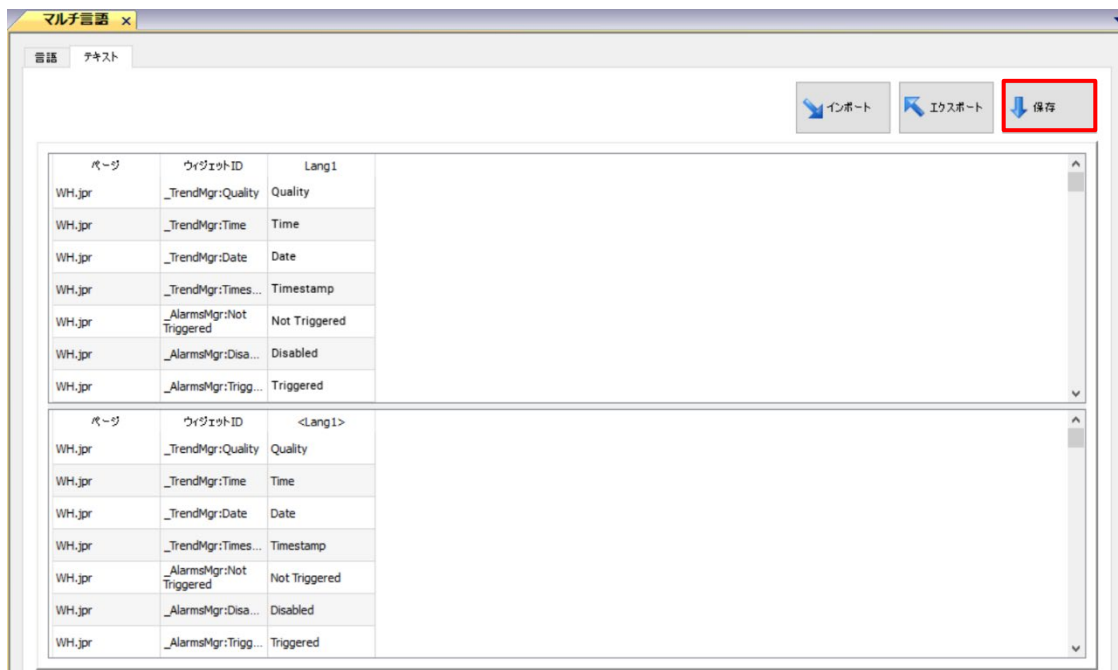 マルチ言語 x
言語 テキスト
インポート エクスポート 保存
ページ ウィジェットID Lang1
WH.jpr _TrendMgr:Quality Quality
WH.jpr _TrendMgr:Time Time
WH.jpr _TrendMgr:Date Date
WH.jpr _TrendMgr:Times... Timestamp
WH.jpr _AlarmsMgr:Not Triggered Not Triggered
WH.jpr _AlarmsMgr:Disa... Disabled
WH.jpr _AlarmsMgr:Trigg... Triggered
ページ ウィジェットID <Lang1>
WH.jpr _TrendMgr:Quality Quality
WH.jpr _TrendMgr:Time Time
WH.jpr _TrendMgr:Date Date
WH.jpr _TrendMgr:Times... Timestamp
WH.jpr _AlarmsMgr:Not Triggered Not Triggered
WH.jpr _AlarmsMgr:Disa... Disabled
WH.jpr _AlarmsMgr:Trigg... Triggered